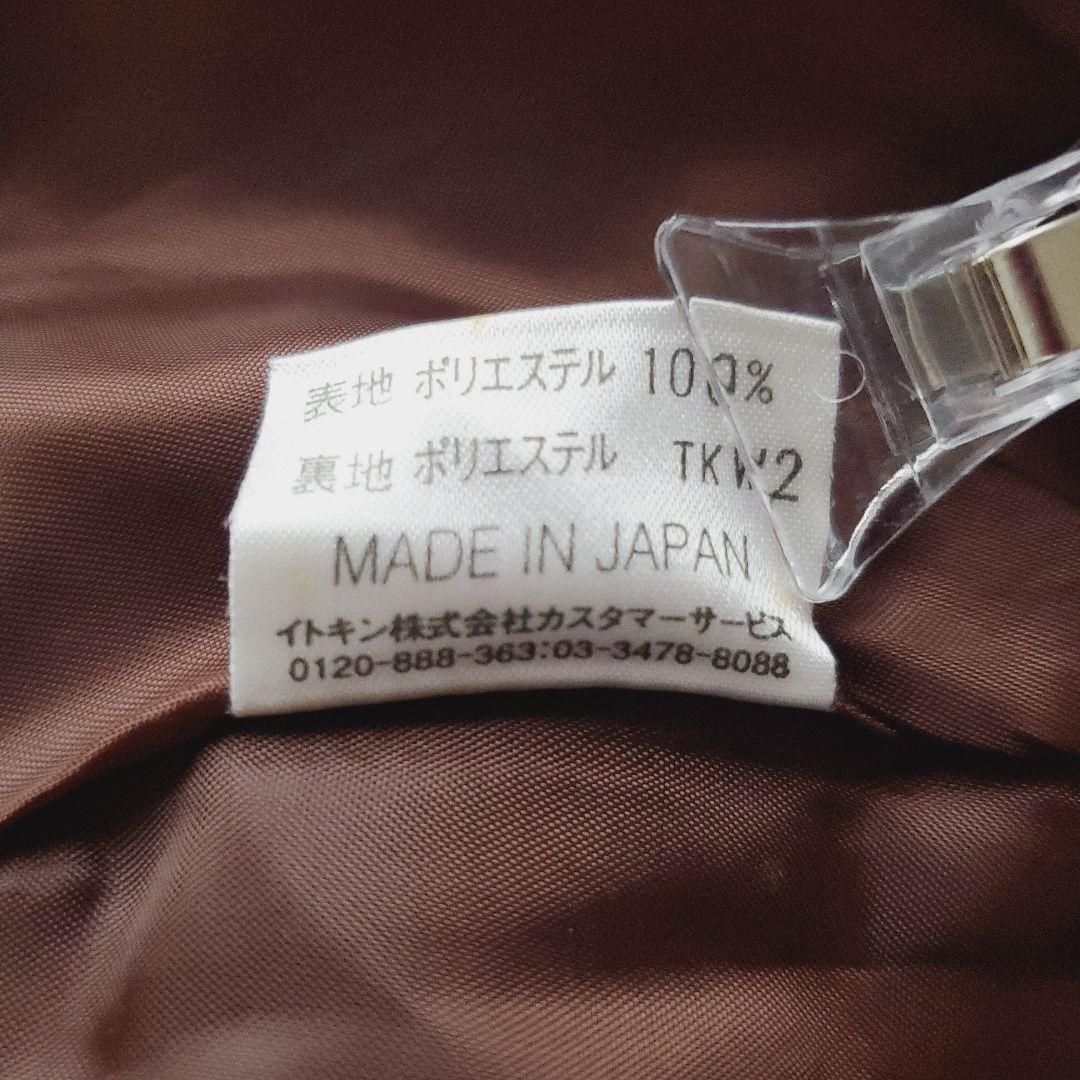 表地 ポリエステル 100%
裏地 ポリエステル TKW2
MADE IN JAPAN
イトキン株式会社カスタマーサービス
0120-888-363:03-3478-8088